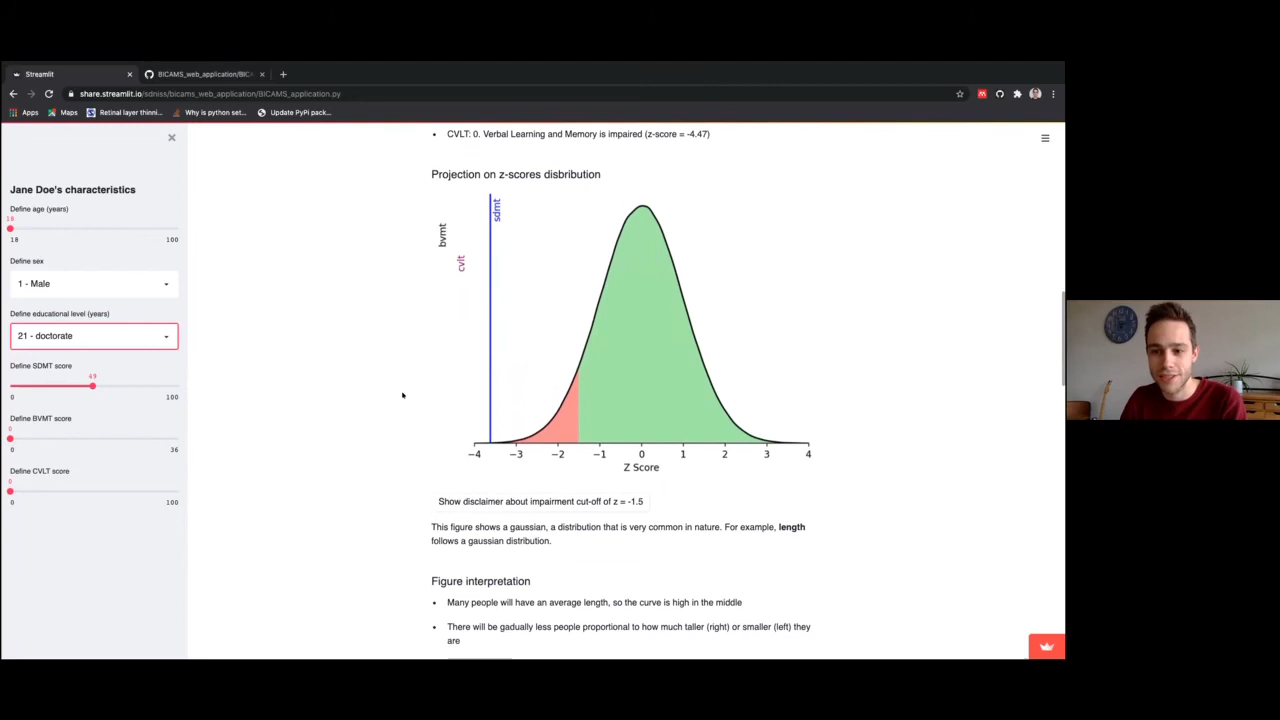 Streamlit
BICAMS_web_application/BIC
share.streamlit.io/sdniss/bicams_web_application/BICAMS_application.py
Apps
Maps
Retinal layer thinni...
Why is python set...
Update PyPi pack...
Jane Doe's characteristics
Define age (years)
18
18
100
Define sex
1 - Male
Define educational level (years)
21 - doctorate
Define SDMT score
49
0
100
Define BVMT score
0
0
36
Define CVLT score
0
0
100
• CVLT: 0. Verbal Learning and Memory is impaired (z-score = -4.47)
Projection on z-scores disbribution
sdmt
bvmt
cvlt
−4 −3 −2 −1 0 1 2 3 4
Z Score
Show disclaimer about impairment cut-off of z = -1.5
This figure shows a gaussian, a distribution that is very common in nature. For example, length
follows a gaussian distribution.
Figure interpretation
• Many people will have an average length, so the curve is high in the middle
• There will be gadually less people proportional to how much taller (right) or smaller (left) they
are